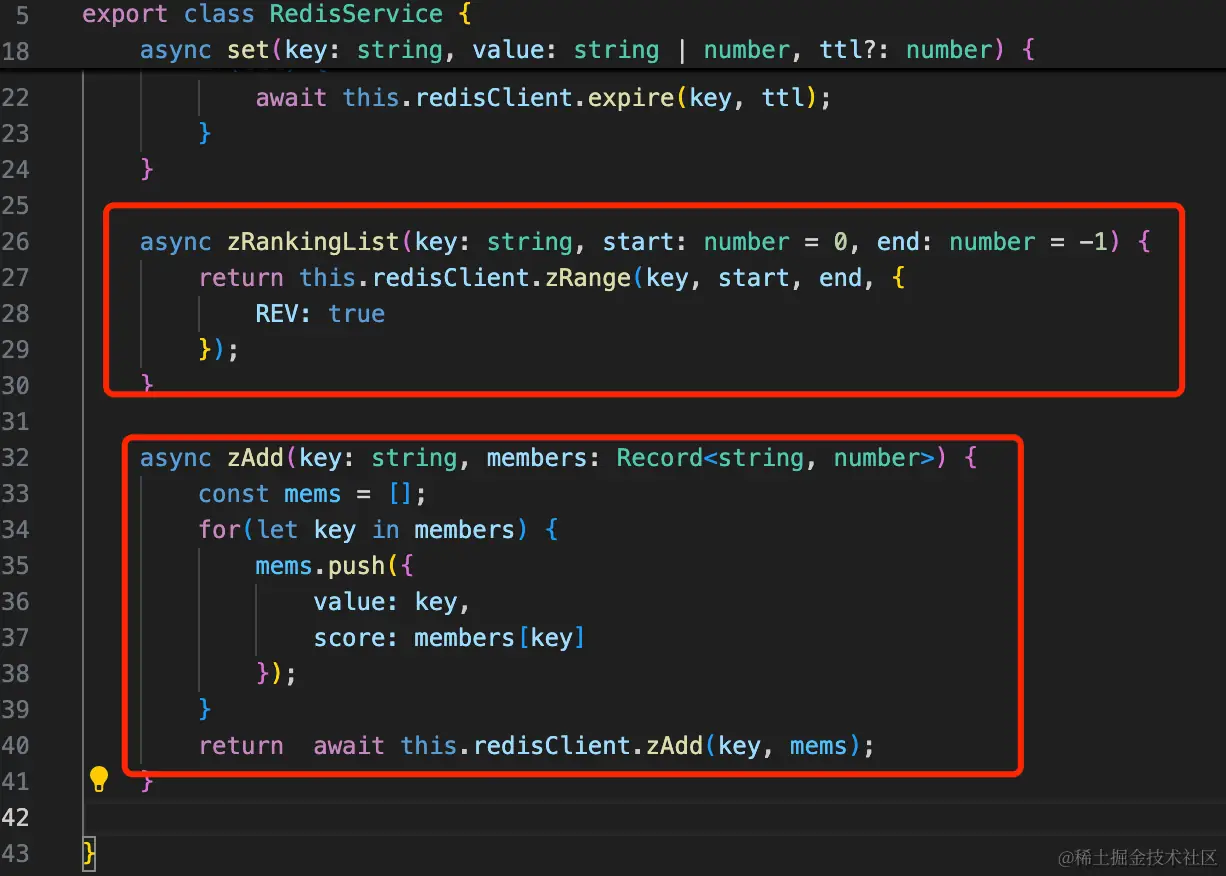 5 export class RedisService {
18 async set(key: string, value: string | number, ttl?: number) {
22 await this.redisClient.expire(key, ttl);
23 }
24 }
25
26 async zRankingList(key: string, start: number = 0, end: number = -1) {
27 return this.redisClient.zRange(key, start, end, {
28 REV: true
29 });
30 }
31
32 async zAdd(key: string, members: Record<string, number>) {
33 const mems = [];
34 for(let key in members) {
35 mems.push({
36 value: key,
37 score: members[key]
38 });
39 }
40 return  await this.redisClient.zAdd(key, mems);
41 }
42
43 }
@稀土掘金技术社区